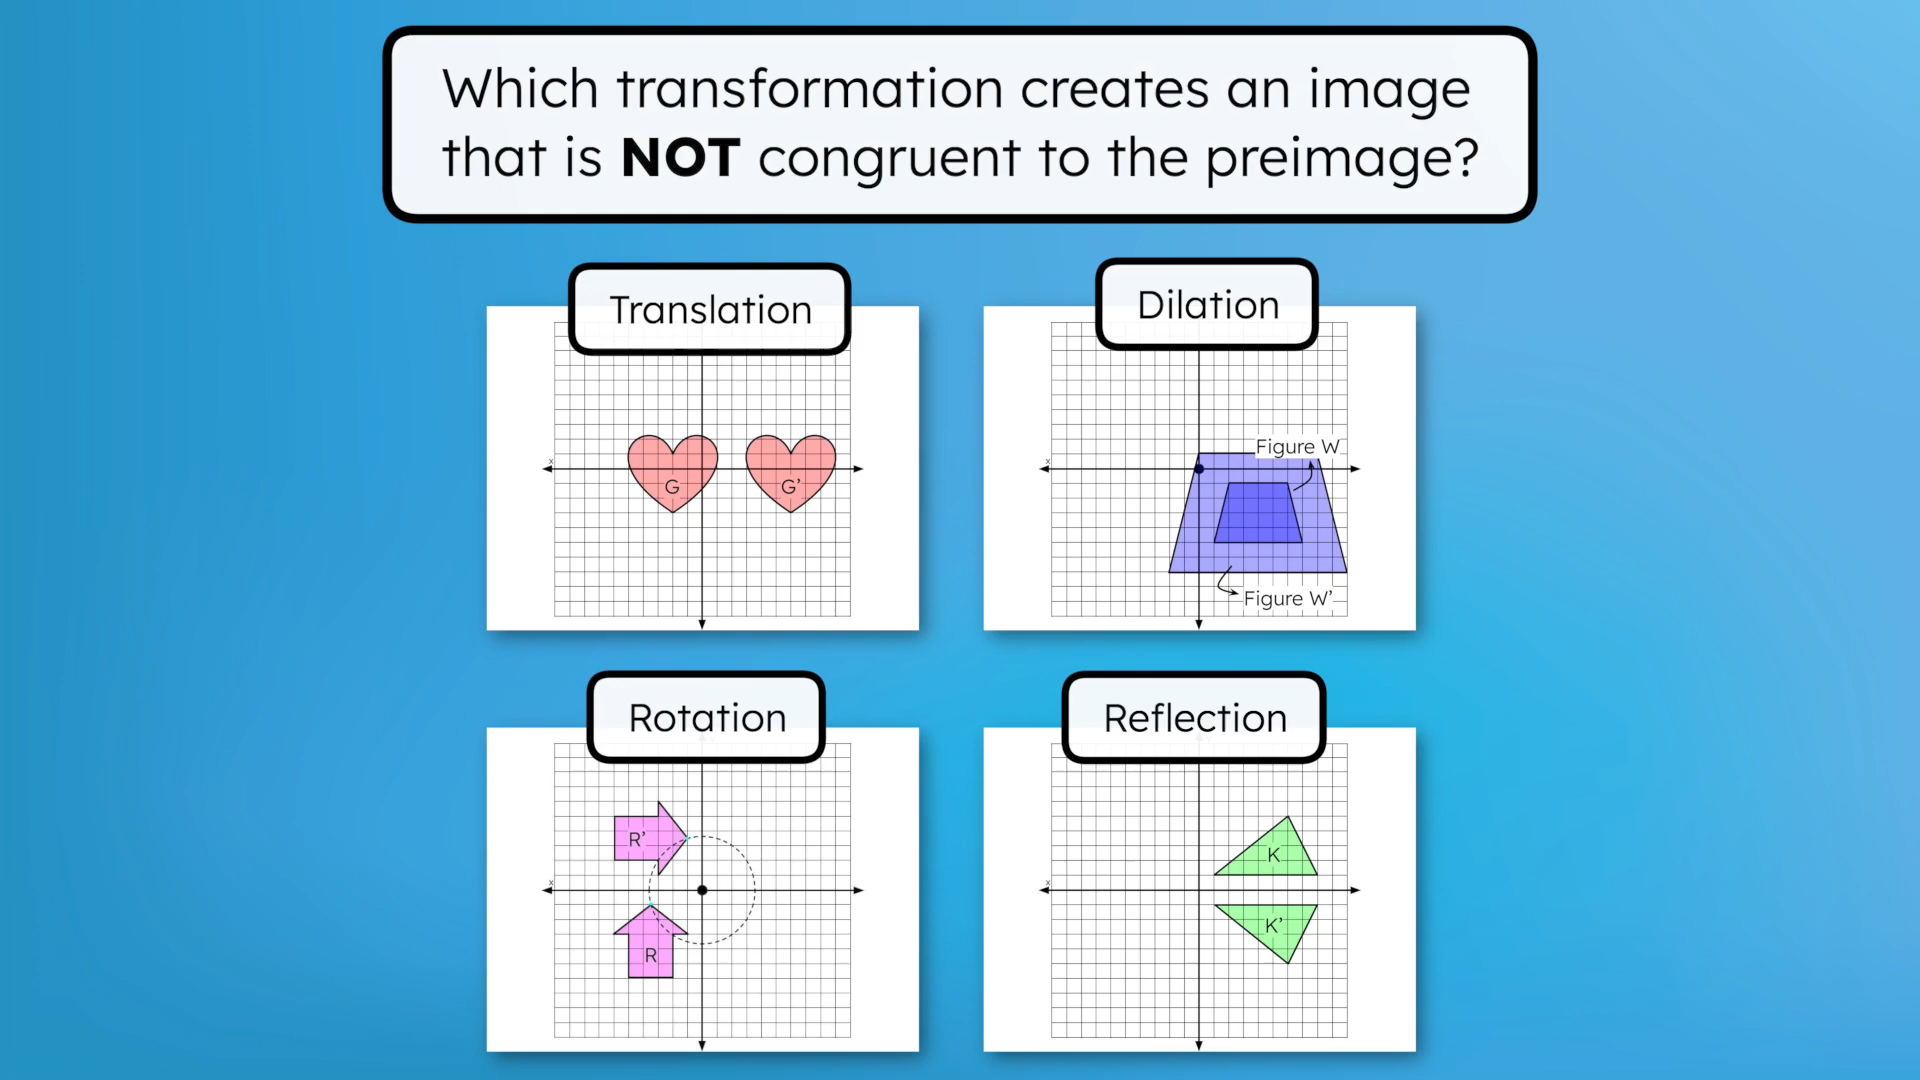 Which transformation creates an image
that is NOT congruent to the preimage?
Translation
x
G
G’
Dilation
x
Figure W
Figure W’
Rotation
x
R’
R
Reflection
x
K
K’